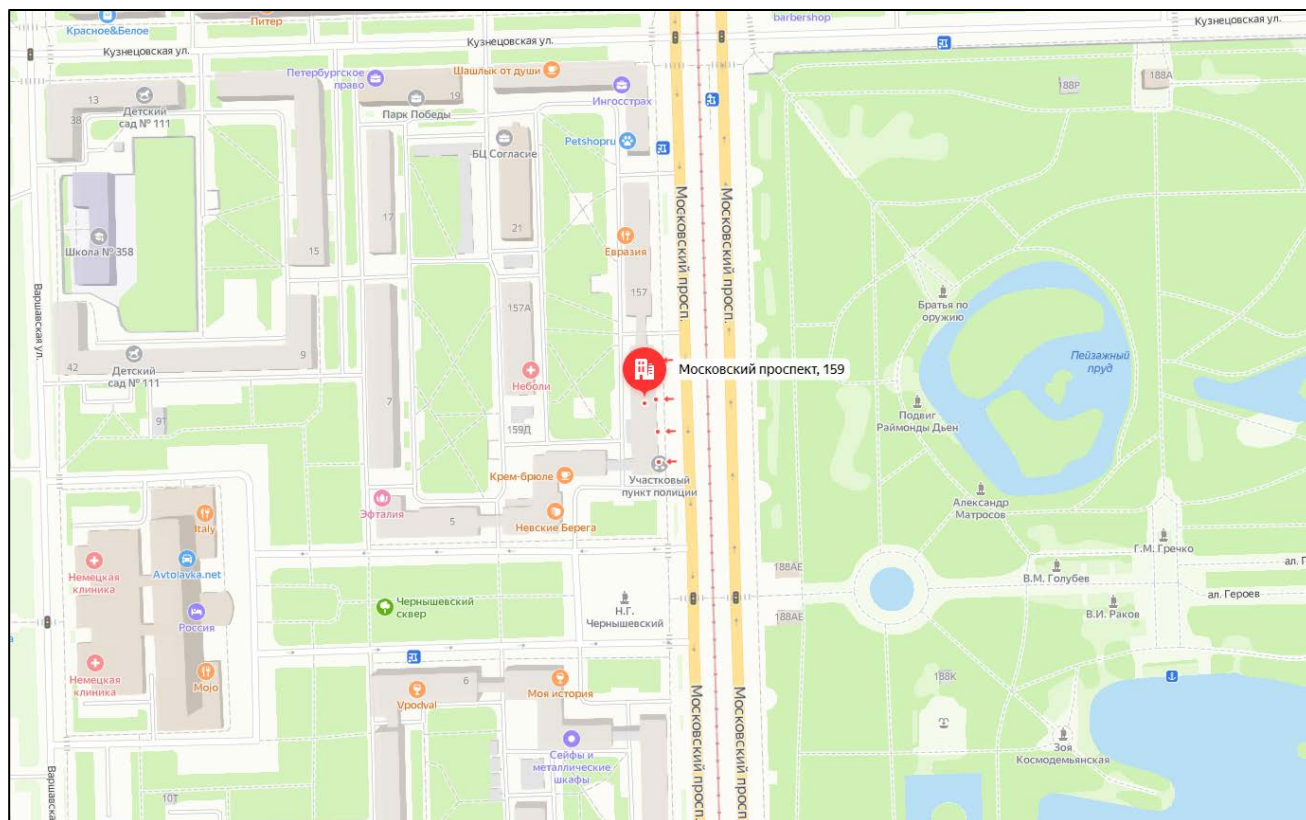 Красное&Белое
Питер
barbershop
Кузнецовская ул.
Кузнецовская ул.
Кузнецовская ул.
Петербургское
право
Шашлык от души
188Р
188А
13
38
Детский
сад № 111
19
Парк Победы
Ингосстрах
БЦ Согласие
Petshopru
Московский просп.
Московский просп.
17
21
Школа № 358
15
Евразия
157
157А
Варшавская ул.
Братья по
оружию
Пейзажный
пруд
42
Детский
сад № 111
9
Московский проспект, 159
Неболи
7
9Т
159Д
Подвиг
Раймонды Дьен
Крем-брюле
Участковый
пункт полиции
Эфталия
5
Невские Берега
Александр
Матросов
Italy
Г.М. Гречко
Немецкая
клиника
Avtolavka.net
188АЕ
В.М. Голубев
ал. Г
ал. Героев
Чернышевский
сквер
Н.Г.
Чернышевский
188АЕ
В.И. Раков
Россия
а
Немецкая
клиника
Mojo
6
Vpodval
Моя история
188К
Московский просп.
Московский просп.
Сейфы и
металлические
шкафы
Зоя
Космодемьянская
Варшавская
10Т